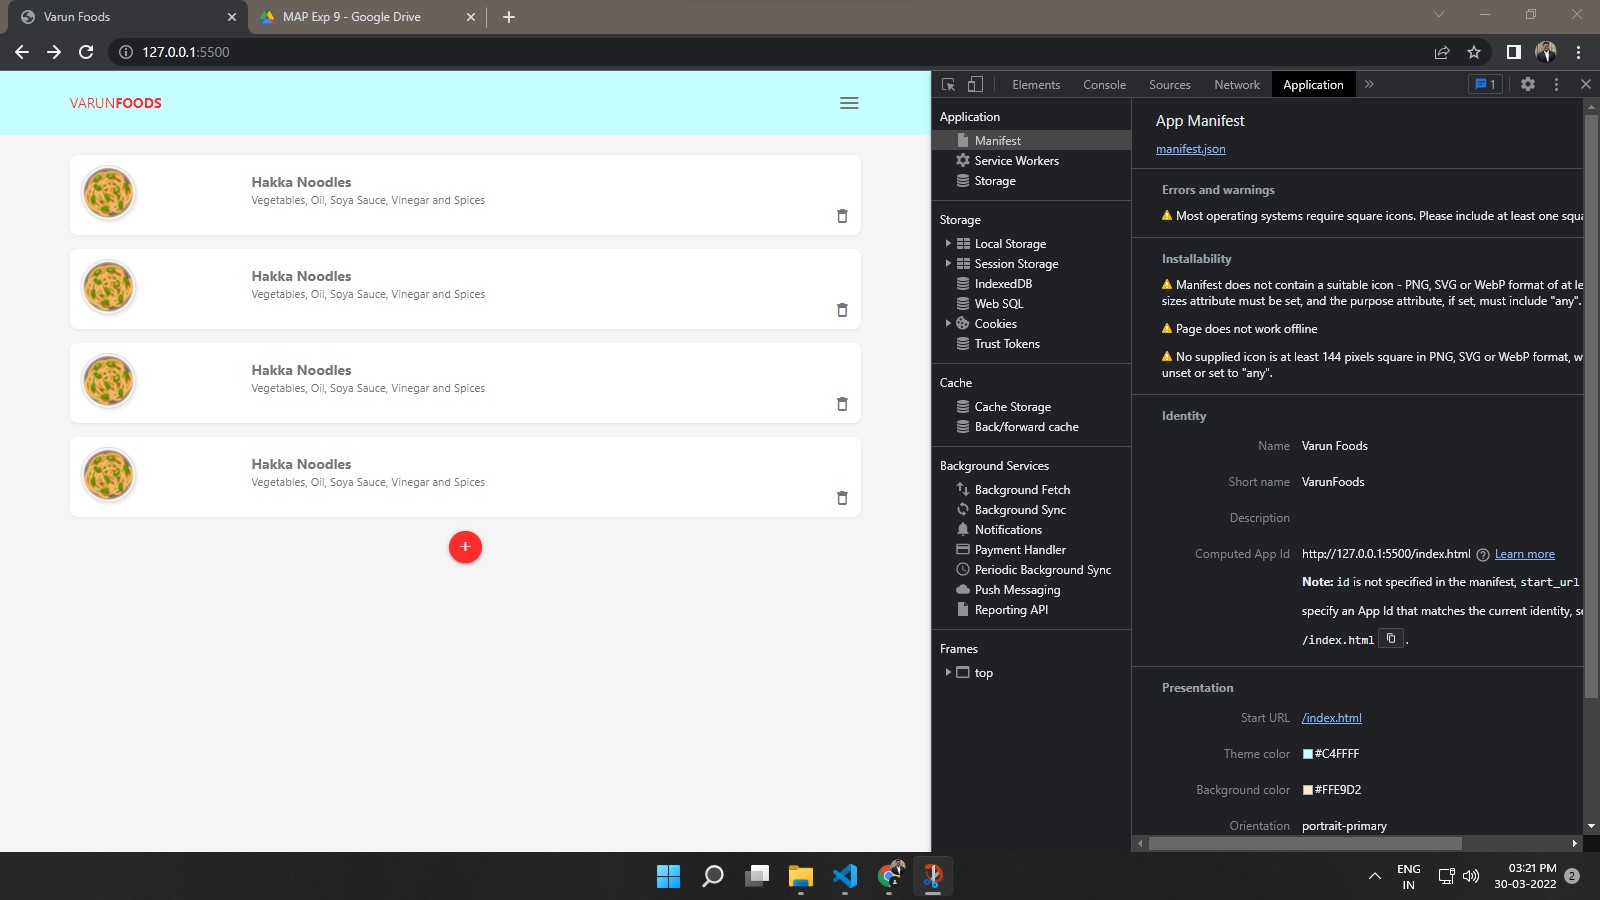 Varun Foods
MAP Exp 9 - Google Drive
127.0.0.1:5500
VARUNFOODS
Hakka Noodles
Vegetables, Oil, Soya Sauce, Vinegar and Spices
Hakka Noodles
Vegetables, Oil, Soya Sauce, Vinegar and Spices
Hakka Noodles
Vegetables, Oil, Soya Sauce, Vinegar and Spices
Hakka Noodles
Vegetables, Oil, Soya Sauce, Vinegar and Spices
+
Elements Console Sources Network Application » 1
Application
Manifest
Service Workers
Storage
Storage
Local Storage
Session Storage
IndexedDB
Web SQL
Cookies
Trust Tokens
Cache
Cache Storage
Back/forward cache
Background Services
Background Fetch
Background Sync
Notifications
Payment Handler
Periodic Background Sync
Push Messaging
Reporting API
Frames
top
App Manifest
manifest.json
Errors and warnings
Most operating systems require square icons. Please include at least one squa
Installability
Manifest does not contain a suitable icon - PNG, SVG or WebP format of at le
sizes attribute must be set, and the purpose attribute, if set, must include "any".
Page does not work offline
No supplied icon is at least 144 pixels square in PNG, SVG or WebP format, w
unset or set to "any".
Identity
Name Varun Foods
Short name VarunFoods
Description
Computed App Id http://127.0.0.1:5500/index.html ? Learn more
Note: id is not specified in the manifest, start_url
specify an App Id that matches the current identity, se
/index.html .
Presentation
Start URL /index.html
Theme color #C4FFFF
Background color #FFE9D2
Orientation portrait-primary
ENG
IN
03:21 PM
30-03-2022
2